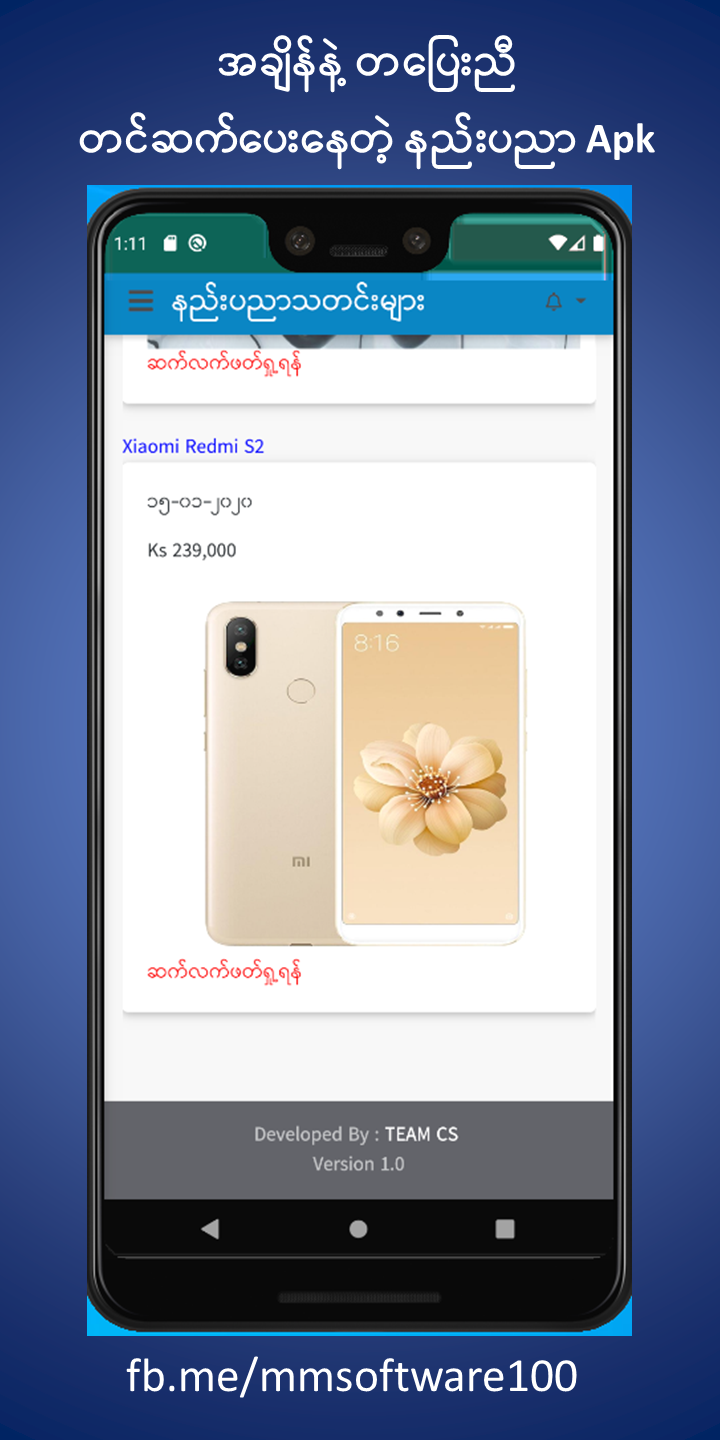 အချိန်နဲ့ တပြေးညီ
တင်ဆက်ပေးနေတဲ့ နည်းပညာ Apk
1:11
နည်းပညာသတင်းများ
ဆက်လက်ဖတ်ရှု့ရန်
Xiaomi Redmi S2
၁၅-၀၁-၂၀၂၀
Ks 239,000
8:16
MI
ဆက်လက်ဖတ်ရှု့ရန်
Developed By : TEAM CS
Version 1.0
fb.me/mmsoftware100